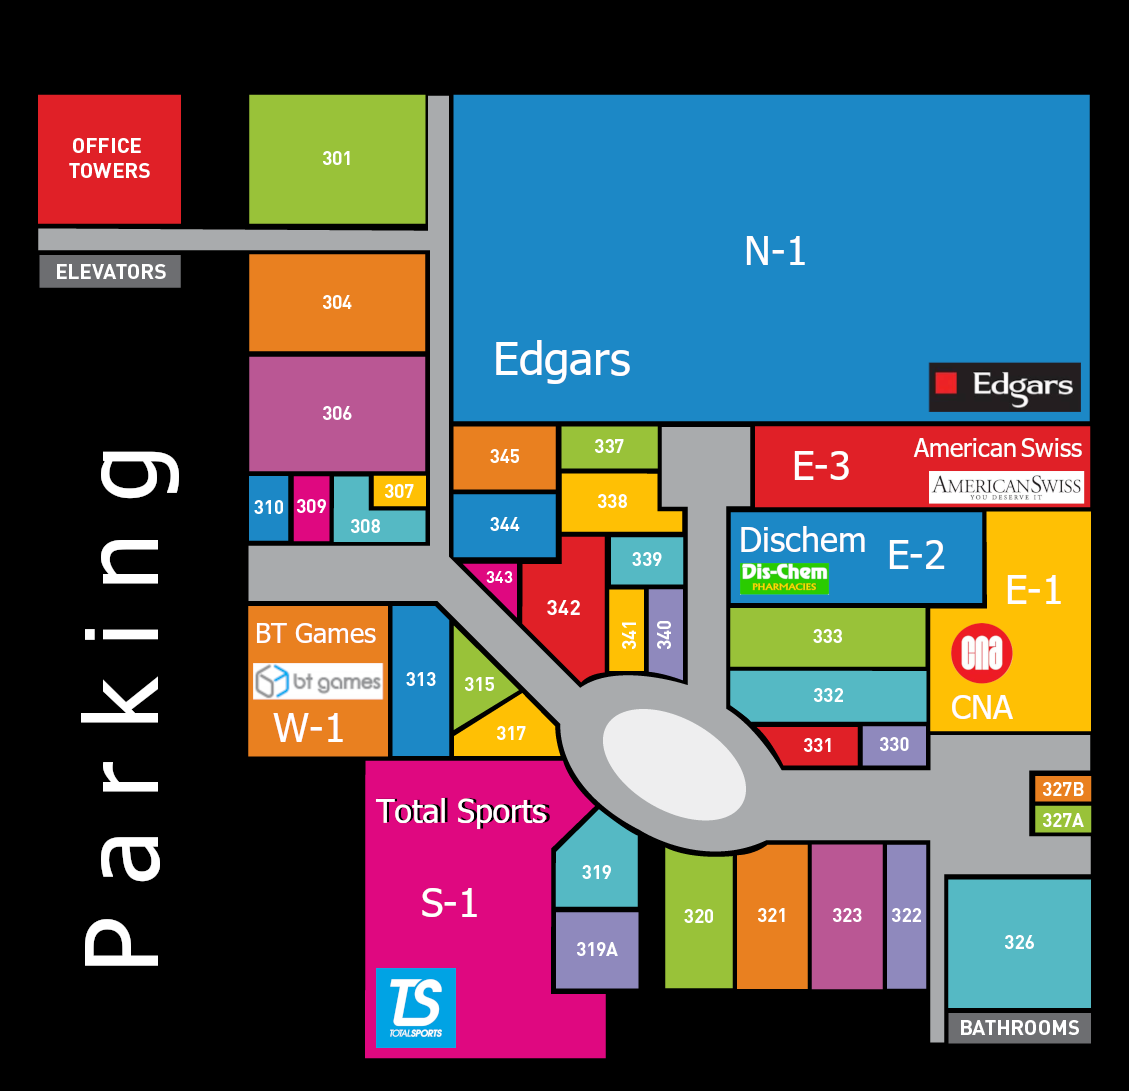 OFFICE
TOWERS
301
N-1
ELEVATORS
304
Edgars
Edgars
306
345
337
E-3
American Swiss
AMERICANSWISS
YOU DESERVE IT
310
309
307
308
344
338
Dischem
E-2
Dis-Chem
PHARMACIES
E-1
343
342
339
341
340
333
cna
CNA
BT Games
bt games
W-1
313
315
317
332
331
330
327B
327A
Total Sports
S-1
319
319A
320
321
323
322
326
TS
TOTALSPORTS
BATHROOMS
Parking